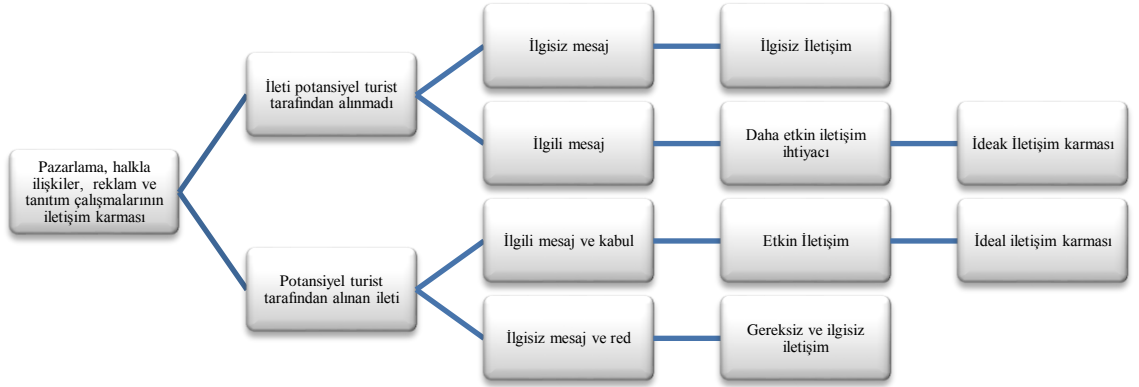 Pazarlama, halkla
ilişkiler, reklam ve
tanıtım çalışmalarının
iletişim karması
İleti potansiyel turist
tarafından alınmadı
İlgisiz mesaj
İlgisiz İletişim
İlgili mesaj
Daha etkin iletişim
ihtiyacı
İdeak İletişim karması
Potansiyel turist
tarafından alınan ileti
İlgili mesaj ve kabul
Etkin İletişim
İdeal iletişim karması
İlgisiz mesaj ve red
Gereksiz ve ilgisiz
iletişim